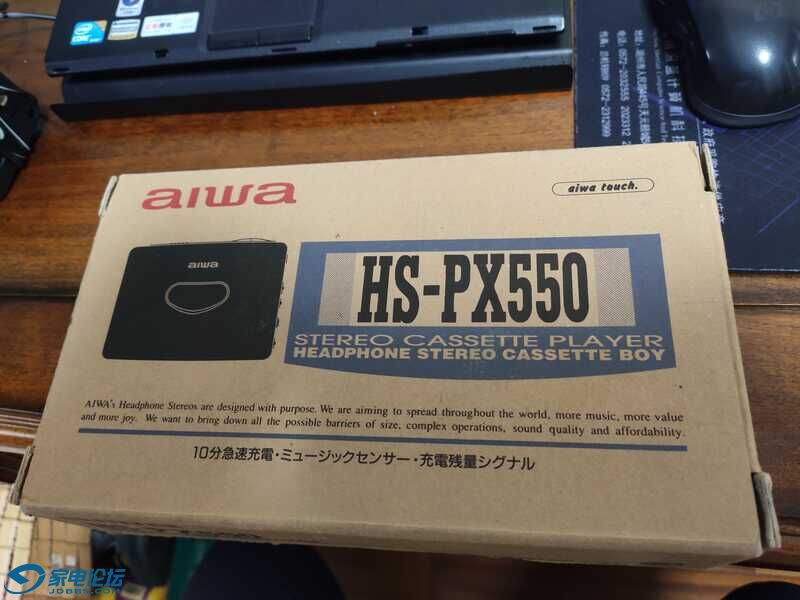 aiwa
aiwa touch.
aiwa
HS-PX550
STEREO CASSETTE PLAYER
HEADPHONE STEREO CASSETTE BOY
AIWA's Headphone Stereos are designed with purpose. We are aiming to spread throughout the world, more music, more value
and more joy. We want to bring down all the possible barriers of size, complex operations, sound quality and affordability.
10分急速充電・ミュージックセンサー・充電残量シグナル
家电论坛
JDBBS.COM